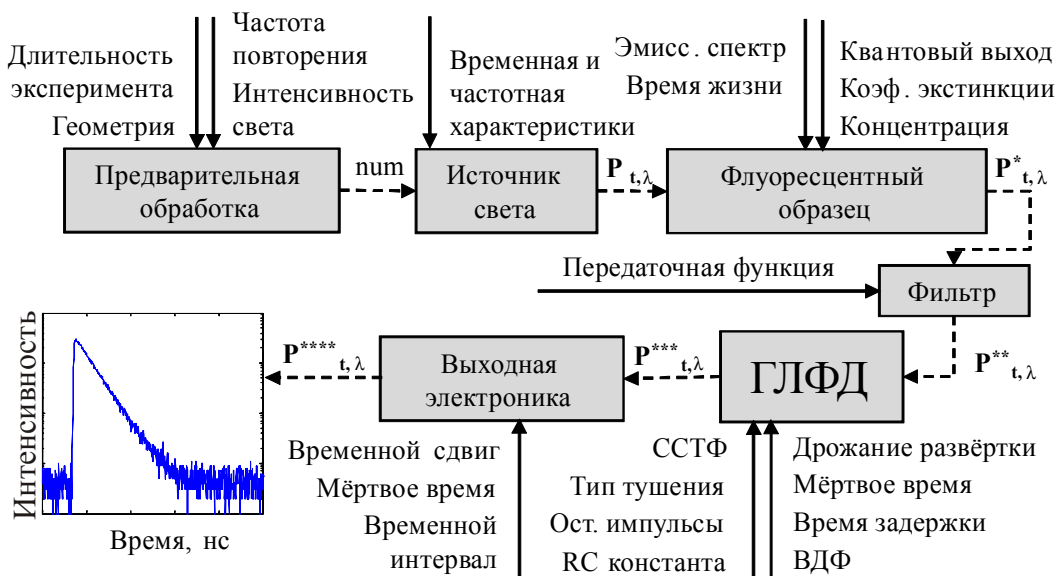 Длительность
эксперимента
Геометрия
Частота
повторения
Интенсивность
света
Временная и
частотная
характеристики
Эмисс. спектр
Время жизни
Квантовый выход
Коэф. экстинкции
Концентрация
Предварительная
обработка
num
Источник
света
P t,λ
Флуоресцентный
образец
P* t,λ
Передаточная функция
Фильтр
P** t,λ
ГЛФД
P*** t,λ
Выходная
электроника
P**** t,λ
Интенсивность
Время, нс
Временной сдвиг
Мёртвое время
Временной
интервал
ССТФ
Тип тушения
Ост. импульсы
RC константа
Дрожание развёртки
Мёртвое время
Время задержки
ВДФ